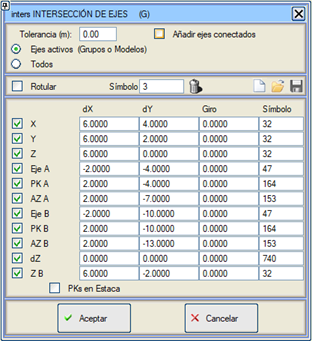 inters INTERSECCIÓN DE EJES (G)
Tolerancia (m): 0.00 Añadir ejes conectados
Ejes activos (Grupos o Modelos)
Todos
Rotular Símbolo 3
dX dY Giro Símbolo
X 6.0000 4.0000 0.0000 32
Y 6.0000 2.0000 0.0000 32
Z 6.0000 0.0000 0.0000 32
Eje A -2.0000 -4.0000 0.0000 47
PK A 2.0000 -4.0000 0.0000 164
AZ A 2.0000 -7.0000 0.0000 153
Eje B -2.0000 -10.0000 0.0000 47
PK B 2.0000 -10.0000 0.0000 164
AZ B 2.0000 -13.0000 0.0000 153
dZ 0.0000 0.0000 0.0000 740
Z B 6.0000 -2.0000 0.0000 32
PKs en Estaca
Aceptar Cancelar